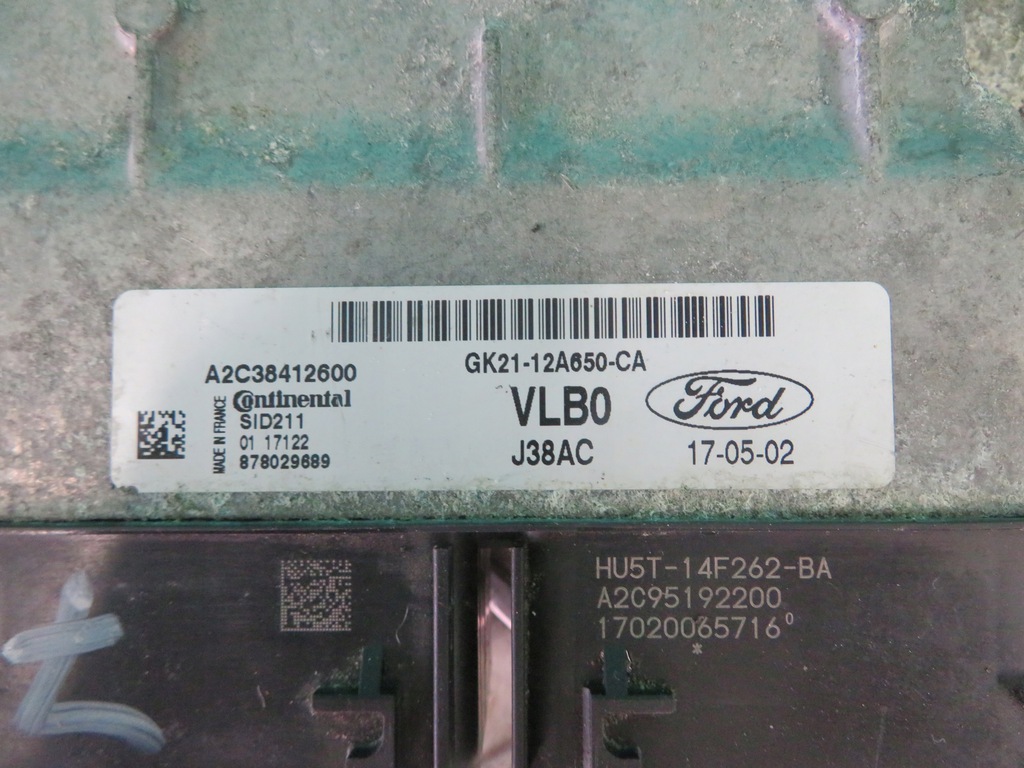 GK21-12A650-CA
A2C38412600
Continental
SID211
01 17122
878029689
MADE IN FRANCE
VLB0
J38AC
Ford
17-05-02
HU5T-14F262-BA
A2C95192200
17020065716⁰
*